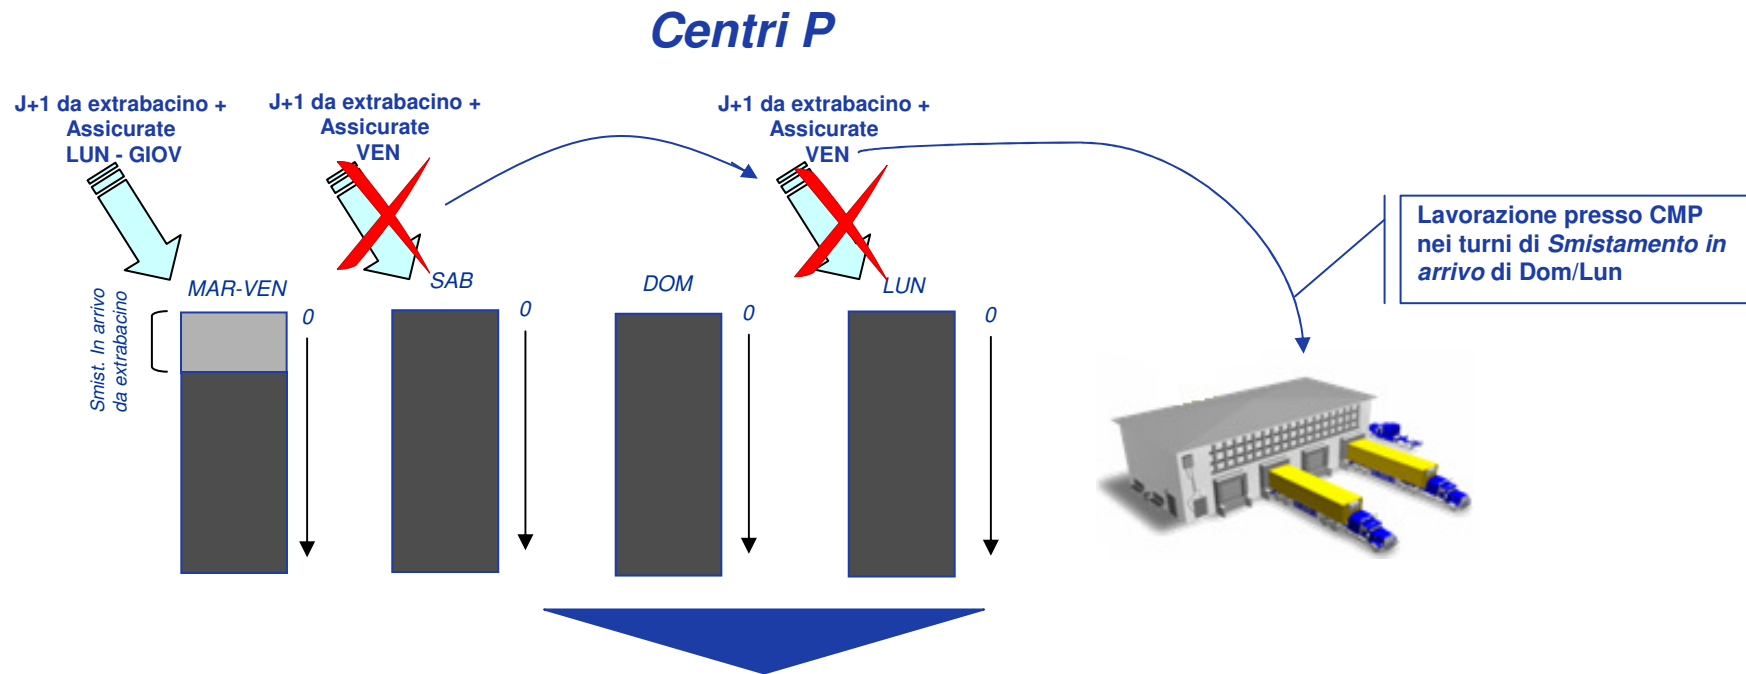 Centri P
J+1 da extrabacino +
Assicurate
LUN - GIOV
J+1 da extrabacino +
Assicurate
VEN
J+1 da extrabacino +
Assicurate
VEN
Lavorazione presso CMP
nei turni di Smistamento in
arrivo di Dom/Lun
MAR-VEN
SAB
DOM
LUN
0
0
0
0
Smist. In arrivo
da extrabacino